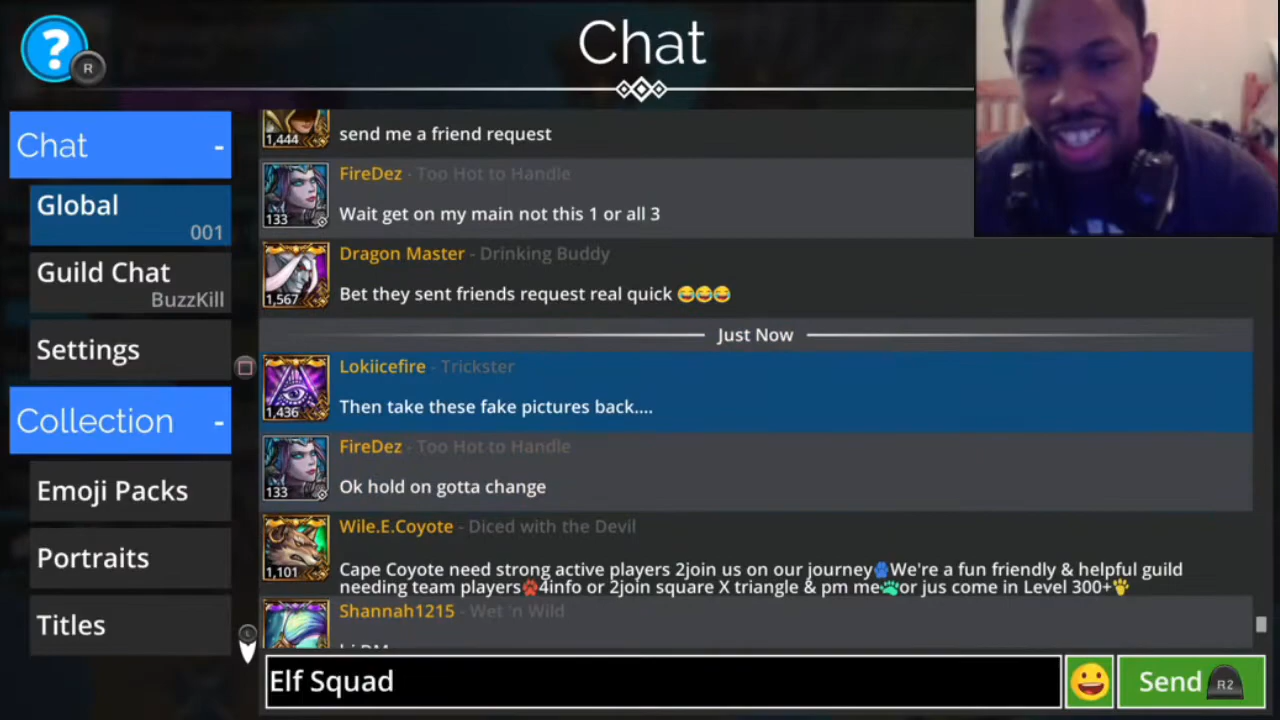 ?
R
Chat
Chat -
Global
001
Guild Chat
BuzzKill
Settings
Collection -
Emoji Packs
Portraits
Titles
1,444
send me a friend request
FireDez - Too Hot to Handle
133
Wait get on my main not this 1 or all 3
Dragon Master - Drinking Buddy
1,567
Bet they sent friends request real quick 😂😂😂
Just Now
Lokiicefire - Trickster
1,436
Then take these fake pictures back....
FireDez - Too Hot to Handle
133
Ok hold on gotta change
Wile.E.Coyote - Diced with the Devil
1,101
Cape Coyote need strong active players 2join us on our journey🐾We're a fun friendly & helpful guild
needing team players🐾4info or 2join square X triangle & pm me🐾or jus come in Level 300+🐾
Shannah1215 - Wet 'n Wild
L
Elf Squad
Send R2